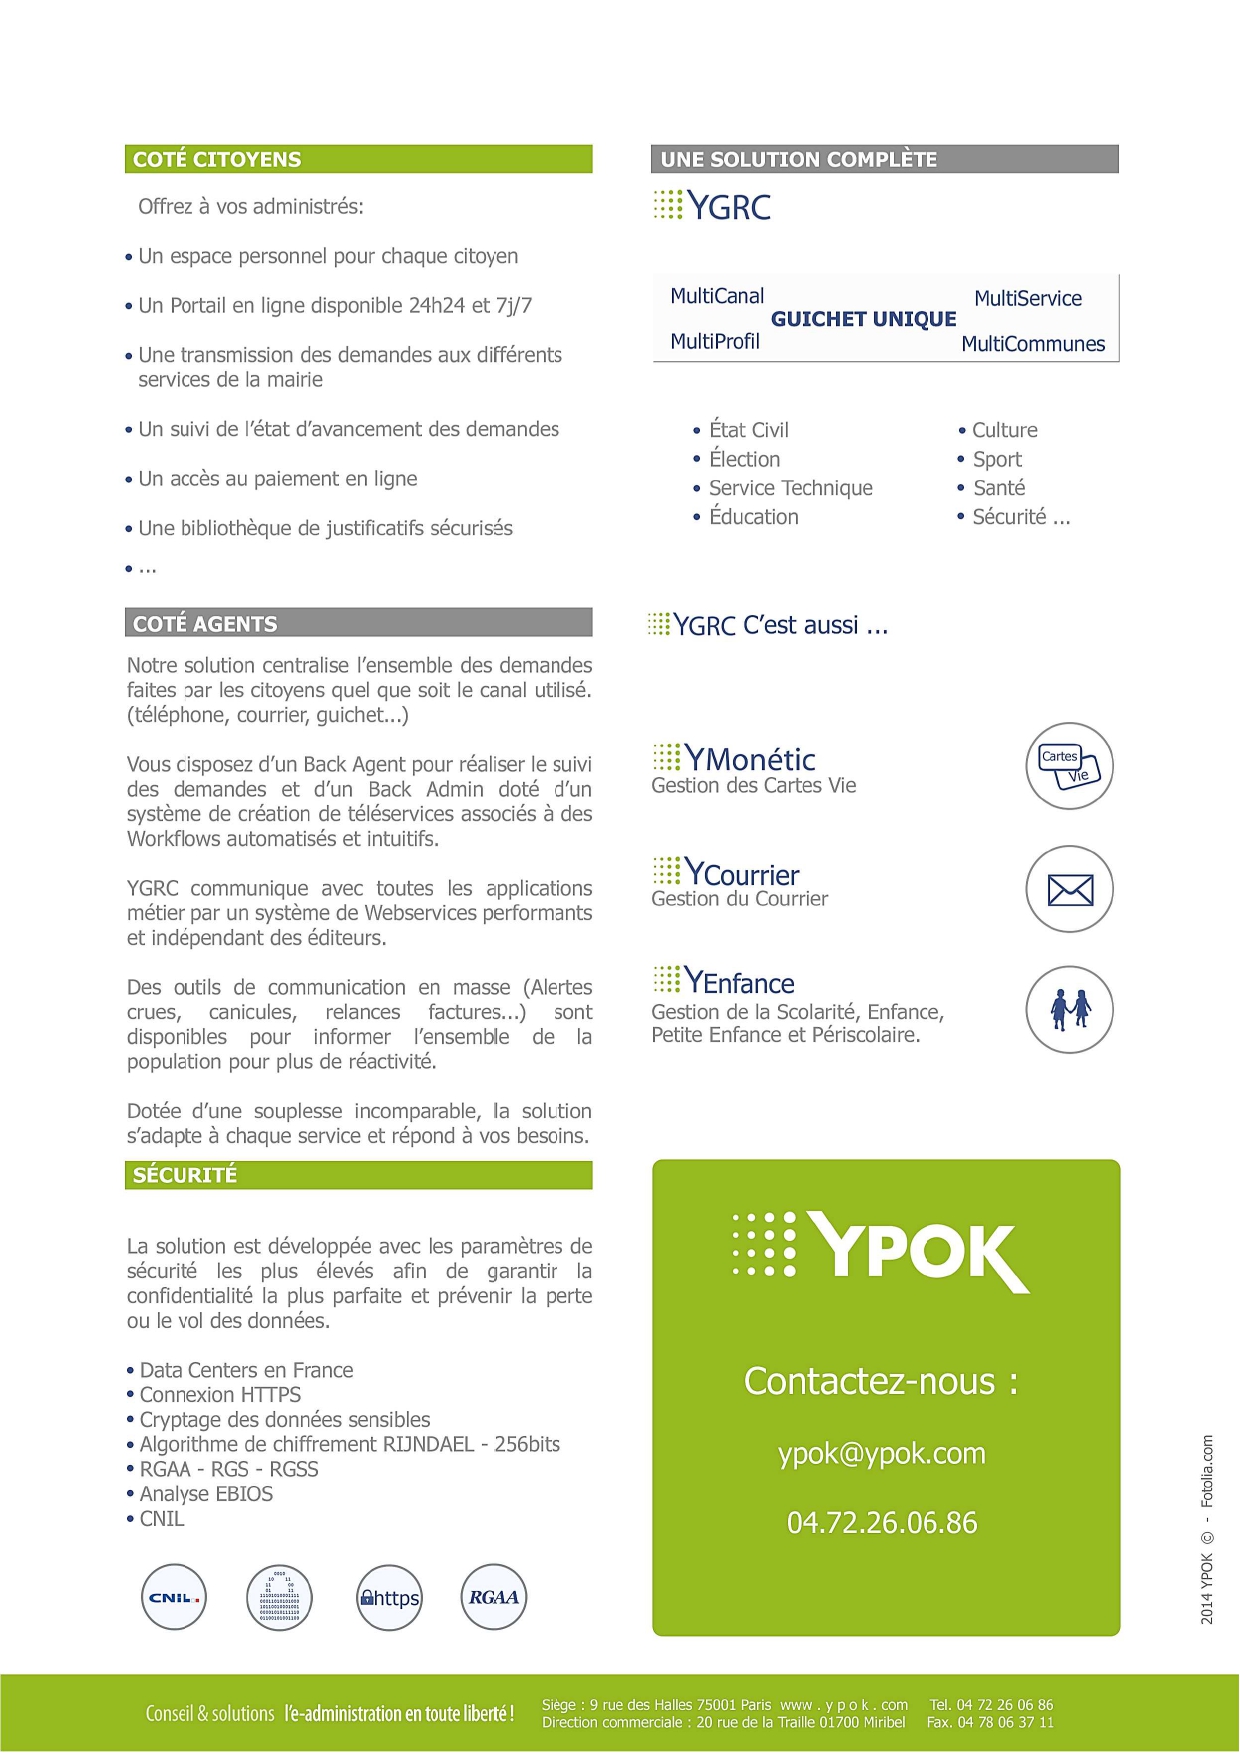 COTÉ CITOYENS
Offrez à vos administrés:
• Un espace personnel pour chaque citoyen
• Un Portail en ligne disponible 24h24 et 7j/7
• Une transmission des demandes aux différents
services de la mairie
• Un suivi de l’état d’avancement des demandes
• Un accès au paiement en ligne
• Une bibliothèque de justificatifs sécurisés
• ...
COTÉ AGENTS
Notre solution centralise l’ensemble des demandes
faites par les citoyens quel que soit le canal utilisé.
(téléphone, courrier, guichet...)
Vous disposez d’un Back Agent pour réaliser le suivi
des demandes et d’un Back Admin doté d’un
système de création de téléservices associés à des
Workflows automatisés et intuitifs.
YGRC communique avec toutes les applications
métier par un système de Webservices performants
et indépendant des éditeurs.
Des outils de communication en masse (Alertes
crues, canicules, relances factures...) sont
disponibles pour informer l’ensemble de la
population pour plus de réactivité.
Dotée d’une souplesse incomparable, la solution
s’adapte à chaque service et répond à vos besoins.
SÉCURITÉ
La solution est développée avec les paramètres de
sécurité les plus élevés afin de garantir la
confidentialité la plus parfaite et prévenir la perte
ou le vol des données.
• Data Centers en France
• Connexion HTTPS
• Cryptage des données sensibles
• Algorithme de chiffrement RIJNDAEL - 256bits
• RGAA - RGS - RGSS
• Analyse EBIOS
• CNIL
CNIL
https
RGAA
UNE SOLUTION COMPLÈTE
YGRC
MultiCanal
MultiService
GUICHET UNIQUE
MultiProfil
MultiCommunes
• État Civil
• Élection
• Service Technique
• Éducation
• Culture
• Sport
• Santé
• Sécurité ...
YGRC C’est aussi ...
YMonétic
Gestion des Cartes Vie
Cartes
Vie
YCourrier
Gestion du Courrier
YEnfance
Gestion de la Scolarité, Enfance,
Petite Enfance et Périscolaire.
YPOK
Contactez-nous :
ypok@ypok.com
04.72.26.06.86
2014 YPOK © - Fotolia.com
Conseil & solutions l’e-administration en toute liberté !
Siège : 9 rue des Halles 75001 Paris www . y p o k . com Tel. 04 72 26 06 86
Direction commerciale : 20 rue de la Traille 01700 Miribel Fax. 04 78 06 37 11